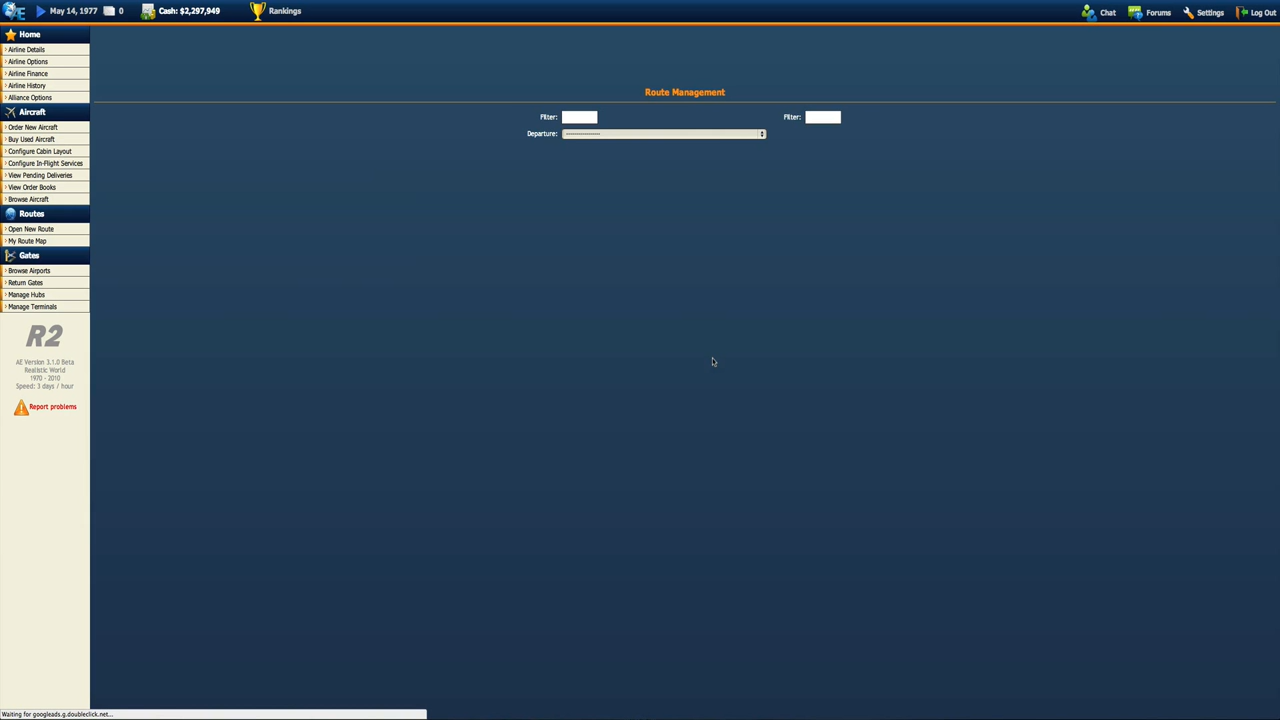 AE
May 14, 1977
0
Cash: $2,297,949
Rankings
Chat
Forums
Settings
Log Out
Home
Airline Details
Airline Options
Airline Finance
Airline History
Alliance Options
Aircraft
Order New Aircraft
Buy Used Aircraft
Configure Cabin Layout
Configure In-Flight Services
View Pending Deliveries
View Order Books
Browse Aircraft
Routes
Open New Route
My Route Map
Gates
Browse Airports
Return Gates
Manage Hubs
Manage Terminals
R2
AE Version 3.1.0 Beta
Realistic World
1970 - 2010
Speed: 3 days / hour
Report problems
Route Management
Filter:
Filter:
Departure: ----------------
Waiting for googleads.g.doubleclick.net...